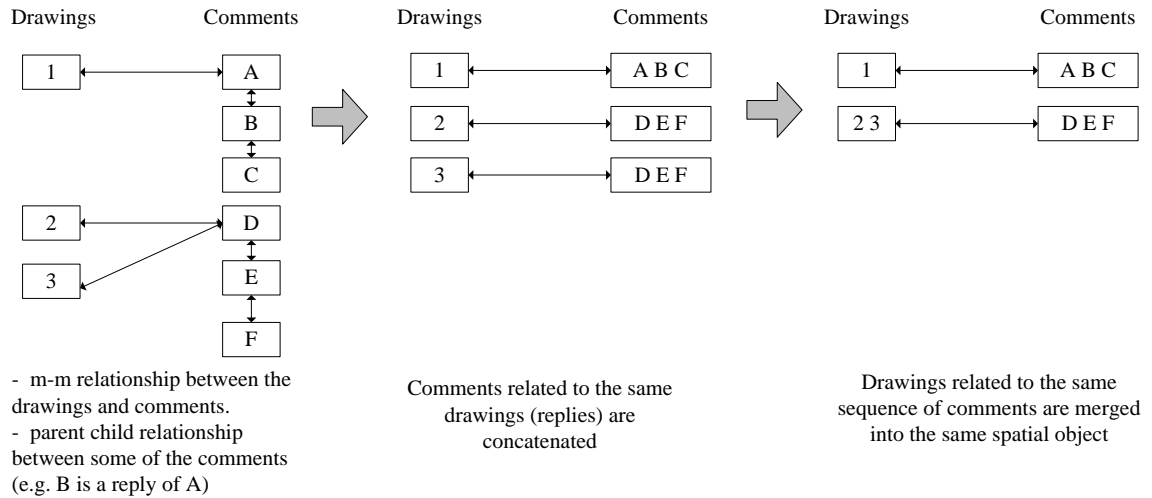 Drawings Comments
1 A
B
C
2 D
3 E
F
- m-m relationship between the
drawings and comments.
- parent child relationship
between some of the comments
(e.g. B is a reply of A)
Drawings Comments
1 A B C
2 D E F
3 D E F
Comments related to the same
drawings (replies) are
concatenated
Drawings Comments
1 A B C
2 3 D E F
Drawings related to the same
sequence of comments are merged
into the same spatial object